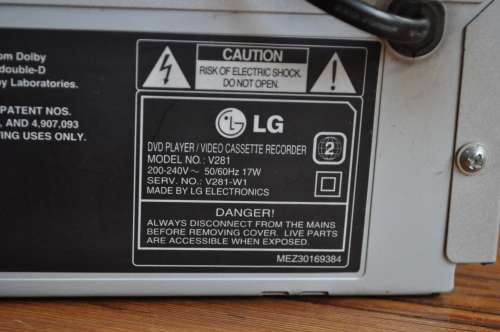 om Dolby
double-D
by Laboratories.
PATENT NOS.
, AND 4,907,093
ING USES ONLY.
CAUTION
RISK OF ELECTRIC SHOCK
DO NOT OPEN.
LG
DVD PLAYER / VIDEO CASSETTE RECORDER
MODEL NO. : V281
200-240V ~ 50/60Hz 17W
SERV. NO. : V281-W1
MADE BY LG ELECTRONICS
2
DANGER!
ALWAYS DISCONNECT FROM THE MAINS
BEFORE REMOVING COVER. LIVE PARTS
ARE ACCESSIBLE WHEN EXPOSED.
MEZ30169384